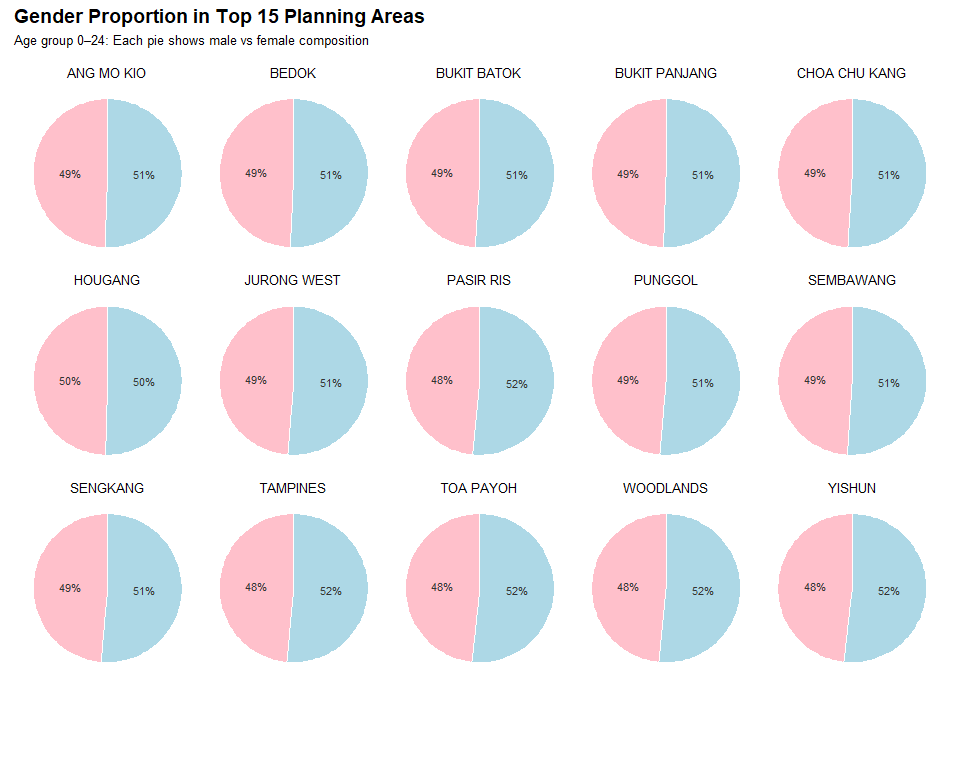 Gender Proportion in Top 15 Planning Areas
Age group 0–24: Each pie shows male vs female composition
ANG MO KIO BEDOK BUKIT BATOK BUKIT PANJANG CHOA CHU KANG
49% 51% 49% 51% 49% 51% 49% 51% 49% 51%
HOUGANG JURONG WEST PASIR RIS PUNGGOL SEMBAWANG
50% 50% 49% 51% 48% 52% 49% 51% 49% 51%
SENGKANG TAMPINES TOA PAYOH WOODLANDS YISHUN
49% 51% 48% 52% 48% 52% 48% 52% 48% 52%